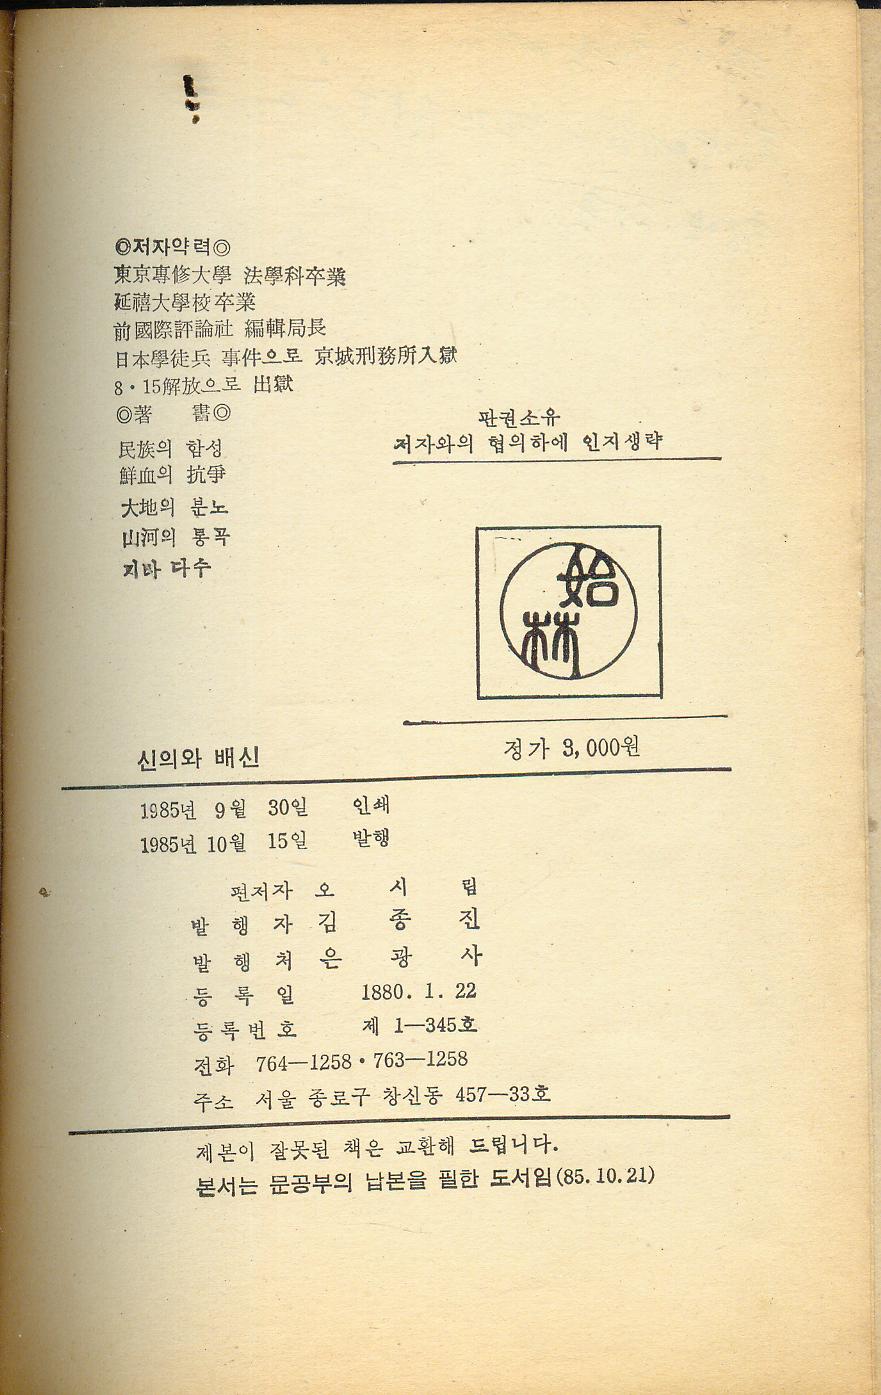 ◎저자약력◎
東京專修大學 法學科卒業
延禧大學校卒業
前國際評論社 編輯局長
日本學徒兵 事件으로 京城刑務所入獄
8·15解放으로 出獄
◎著 書◎
民族의 함성
鮮血의 抗爭
大地의 분노
山河의 통곡
기타 다수
판권소유
저자와의 협의하에 인지생략
始林
신의와 배신
정가 3,000원
1985년 9월 30일 인쇄
1985년 10월 15일 발행
편저자 오 시 림
발 행 자 김 종 진
발 행 처 은 광 사
등 록 일 1880. 1. 22
등록번호 제 1—345호
전화 764—1258·763—1258
주소 서울 종로구 창신동 457—33호
제본이 잘못된 책은 교환해 드립니다.
본서는 문공부의 납본을 필한 도서임(85.10.21)